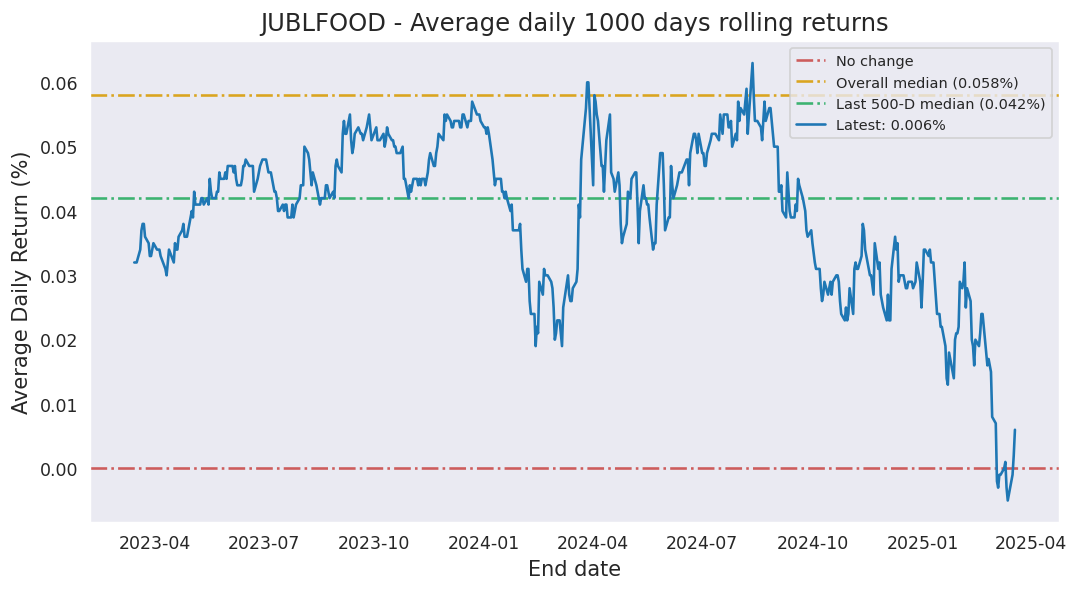 JUBLFOOD - Average daily 1000 days rolling returns
No change
Overall median (0.058%)
Last 500-D median (0.042%)
Latest: 0.006%
Average Daily Return (%)
0.06
0.05
0.04
0.03
0.02
0.01
0.00
2023-04 2023-07 2023-10 2024-01 2024-04 2024-07 2024-10 2025-01 2025-04
End date